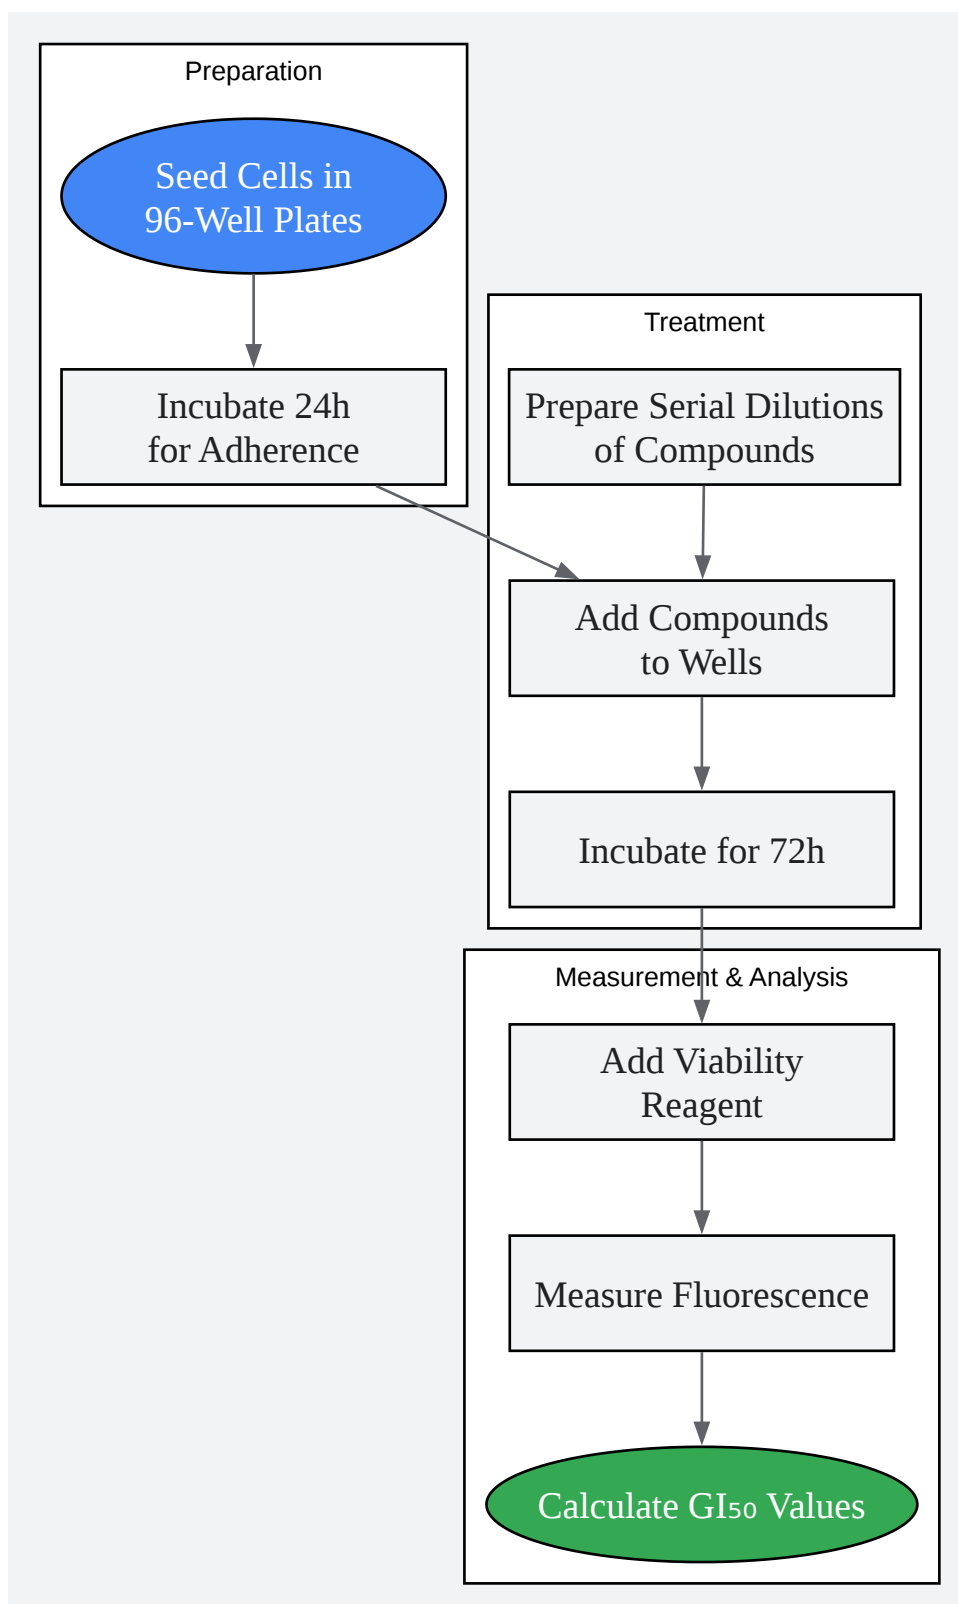 Preparation
Seed Cells in
96-Well Plates
Incubate 24h
for Adherence
Treatment
Prepare Serial Dilutions
of Compounds
Add Compounds
to Wells
Incubate for 72h
Measurement & Analysis
Add Viability
Reagent
Measure Fluorescence
Calculate GI₅₀ Values